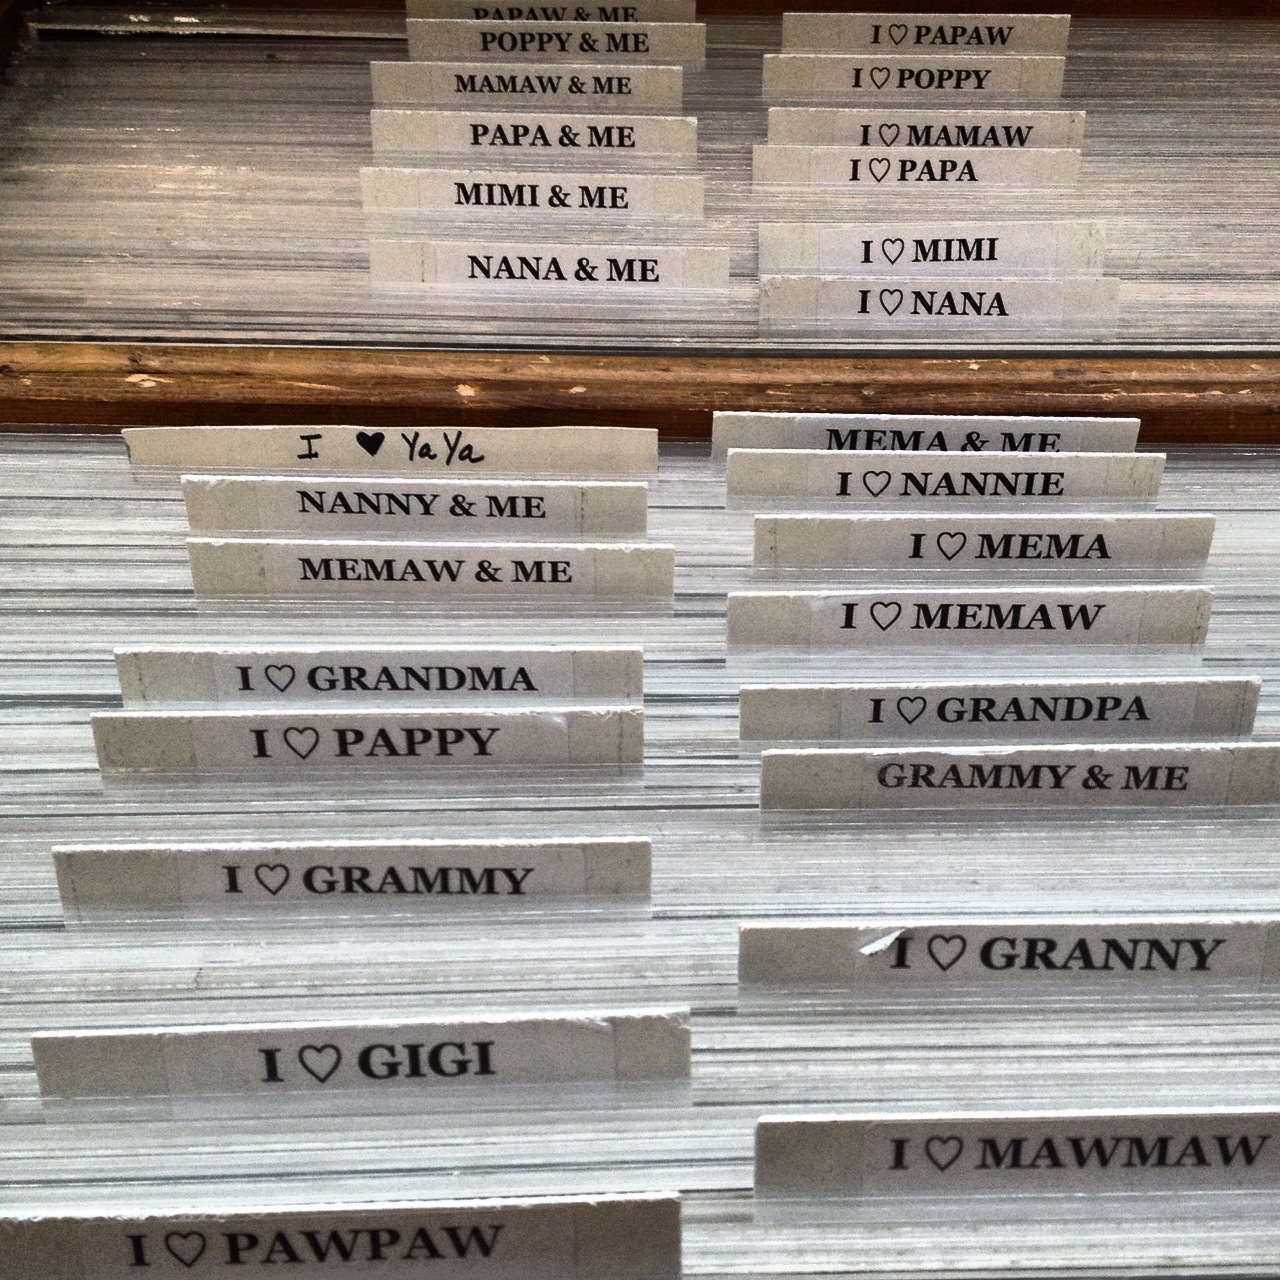 PAPAW & ME
POPPY & ME
MAMAW & ME
PAPA & ME
MIMI & ME
NANA & ME
I ♡ PAPAW
I ♡ POPPY
I ♡ MAMAW
I ♡ PAPA
I ♡ MIMI
I ♡ NANA
I ♥ YaYa
NANNY & ME
MEMAW & ME
I ♡ GRANDMA
I ♡ PAPPY
I ♡ GRAMMY
I ♡ GIGI
I ♡ PAWPAW
MEMA & ME
I ♡ NANNIE
I ♡ MEMA
I ♡ MEMAW
I ♡ GRANDPA
GRAMMY & ME
I ♡ GRANNY
I ♡ MAWMAW